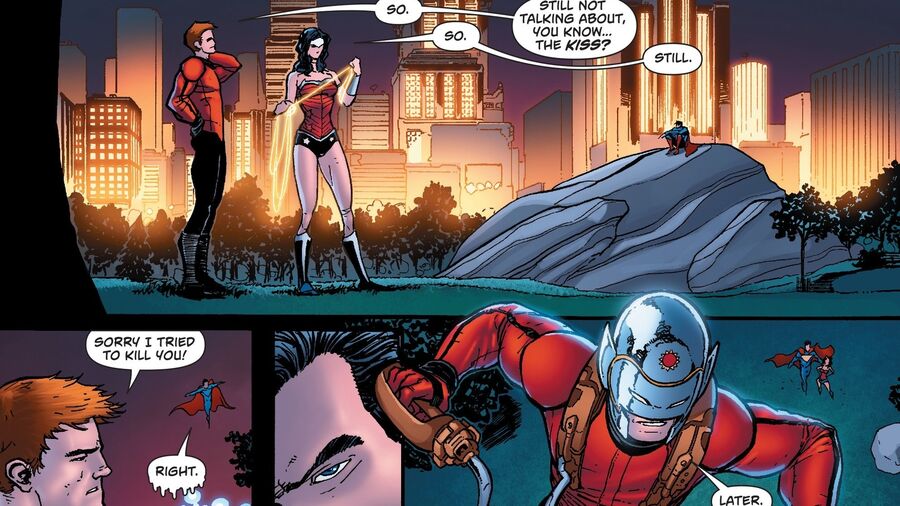 SO.
SO.
STILL NOT
TALKING ABOUT,
YOU KNOW...
THE KISS?
STILL.
SORRY I TRIED
TO KILL YOU!
RIGHT.
LATER.